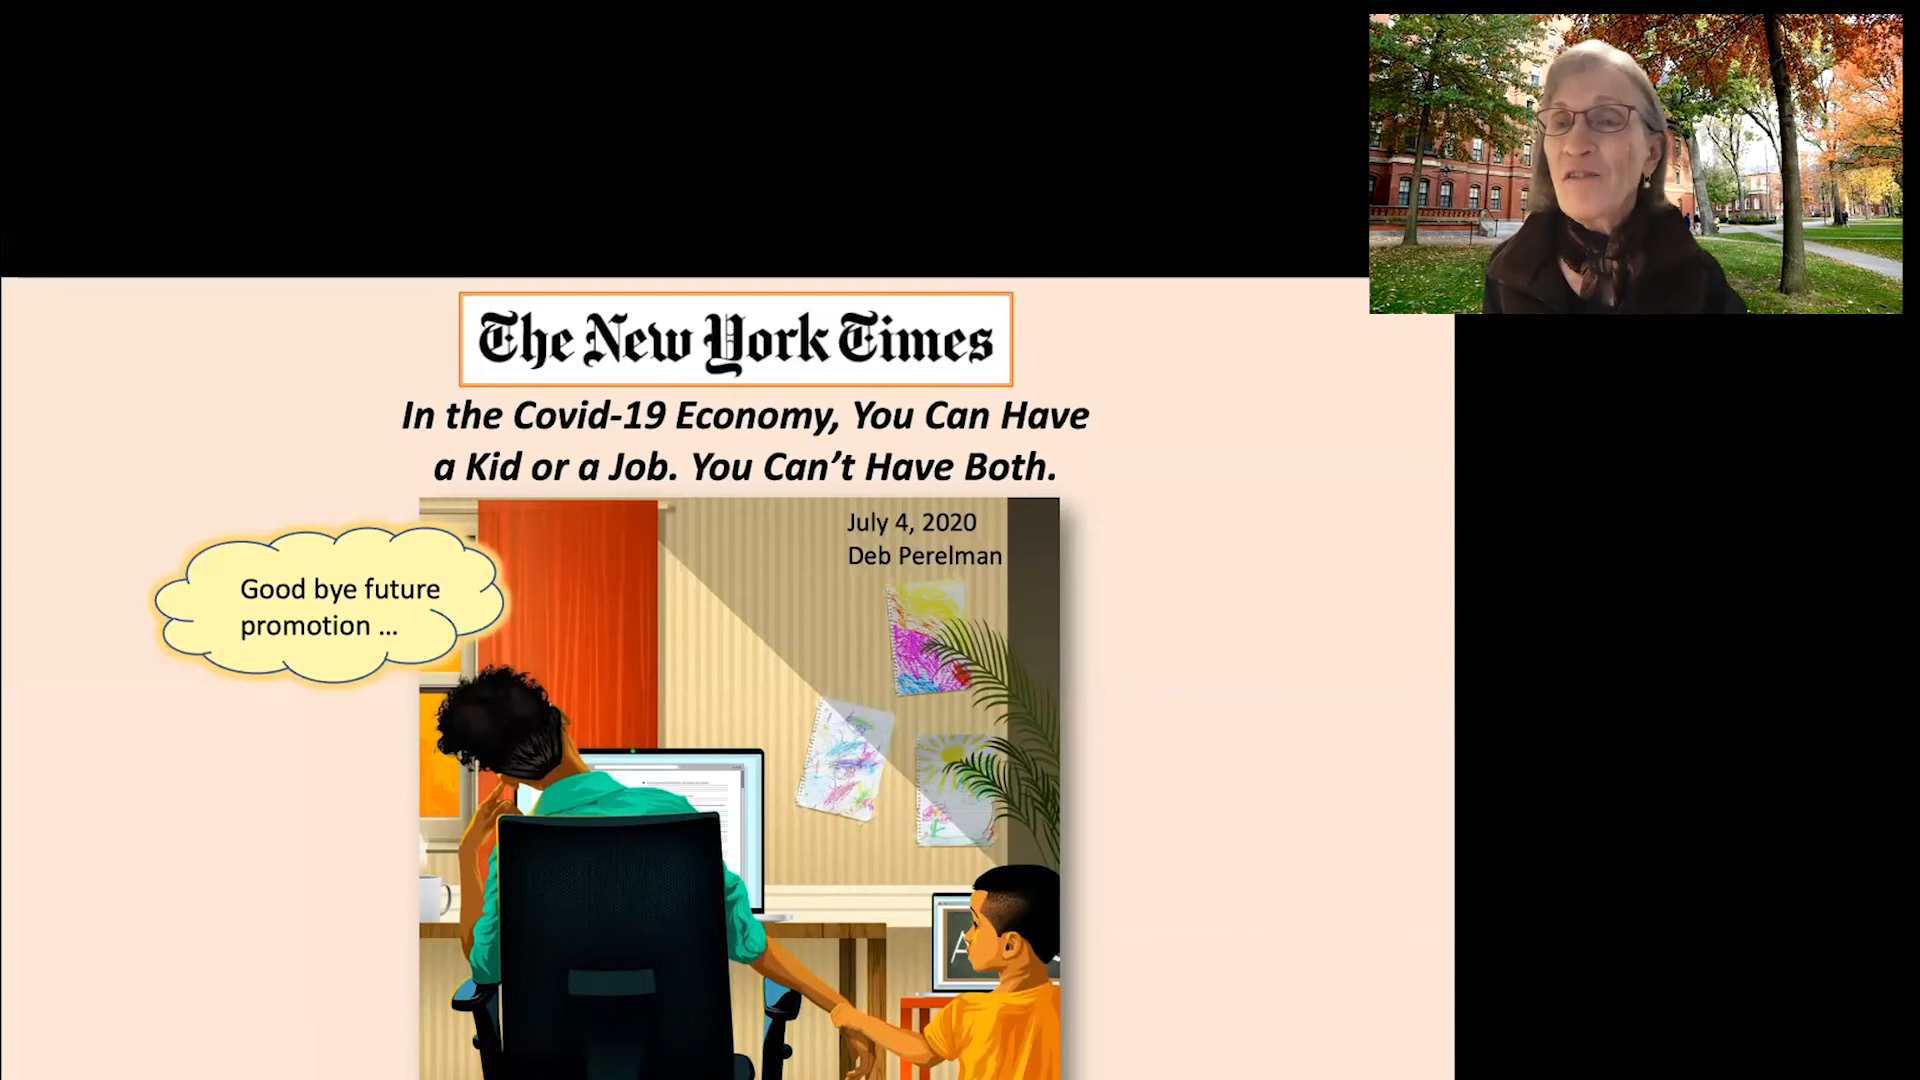 The New York Times
In the Covid-19 Economy, You Can Have
a Kid or a Job. You Can't Have Both.
July 4, 2020
Deb Perelman
Good bye future
promotion ...
A